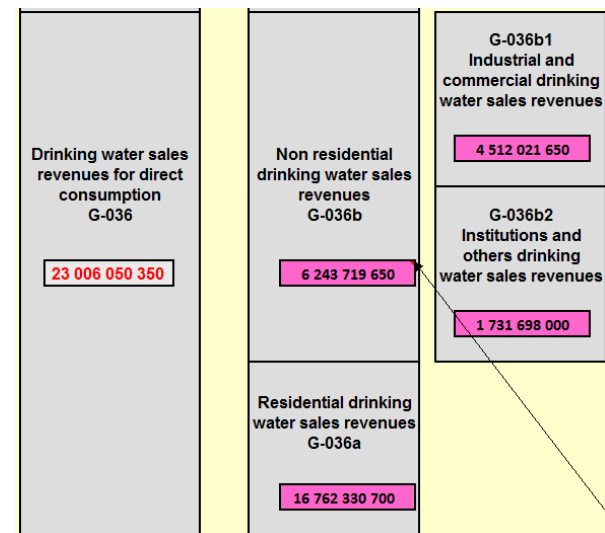 Drinking water sales
revenues for direct
consumption
G-036
23 006 050 350
Non residential
drinking water sales
revenues
G-036b
6 243 719 650
Residential drinking
water sales revenues
G-036a
16 762 330 700
G-036b1
Industrial and
commercial drinking
water sales revenues
4 512 021 650
G-036b2
Institutions and
others drinking
water sales revenues
1 731 698 000